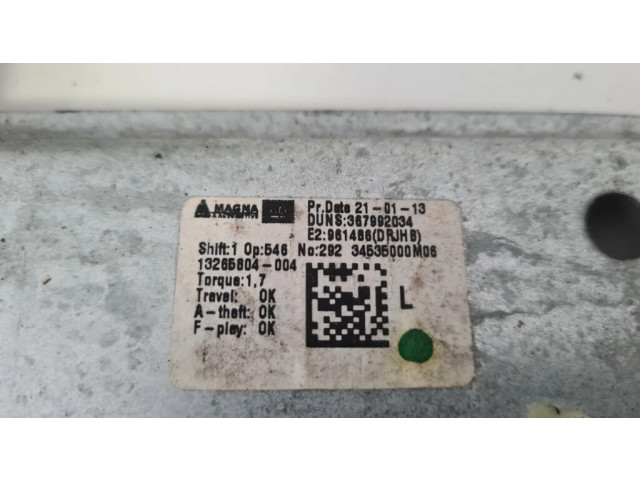 MAGNA
Pr.Date 21-01-13
DUNS:367992034
E2:961486(DRJHB)
Shift:1 Op:546 No:292 34535000M06
13265804-004
Torque:1,7
Travel: OK
A-theft: OK
F-play: OK
L